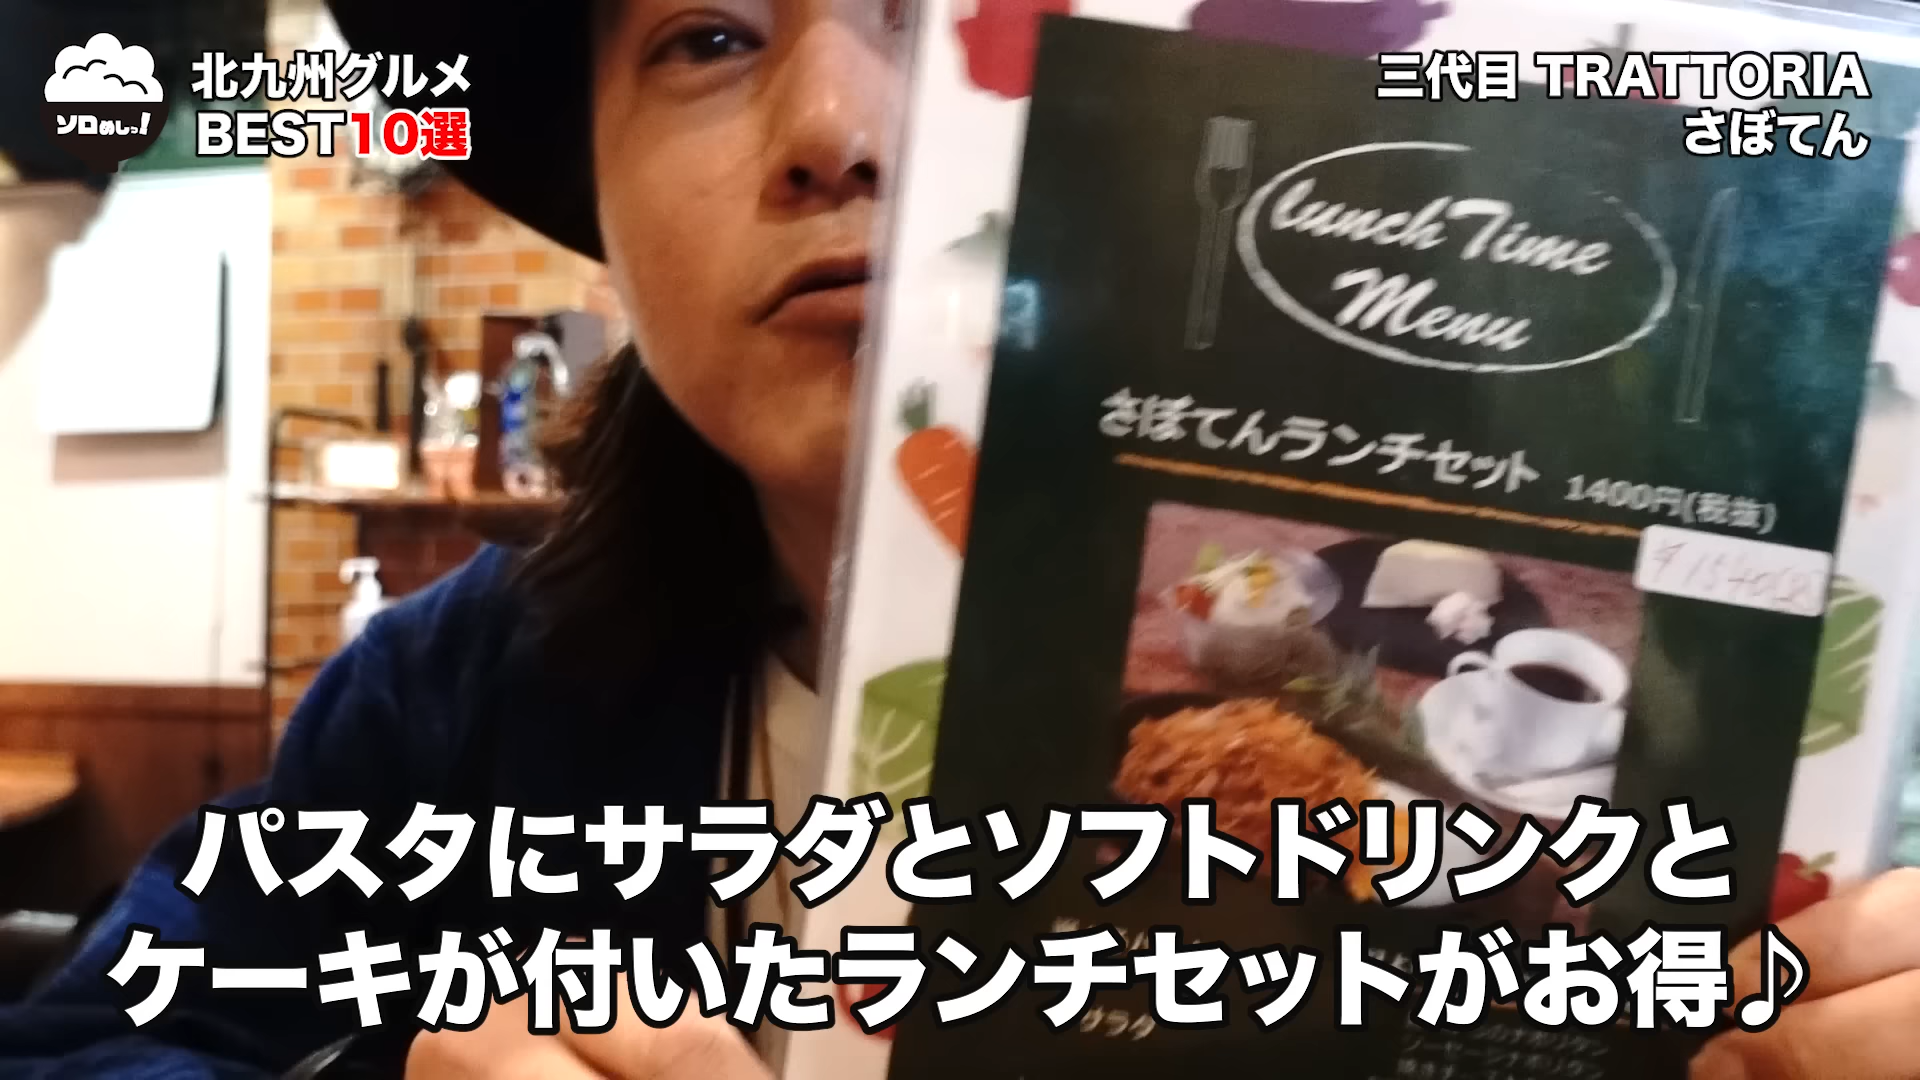 ソロめしっ!
北九州グルメ
BEST10選
三代目 TRATTORIA
さぼてん
Lunch Time
Menu
さぼてんランチセット 1400円(税抜)
パスタにサラダとソフトドリンクと
ケーキが付いたランチセットがお得♪
サラダ